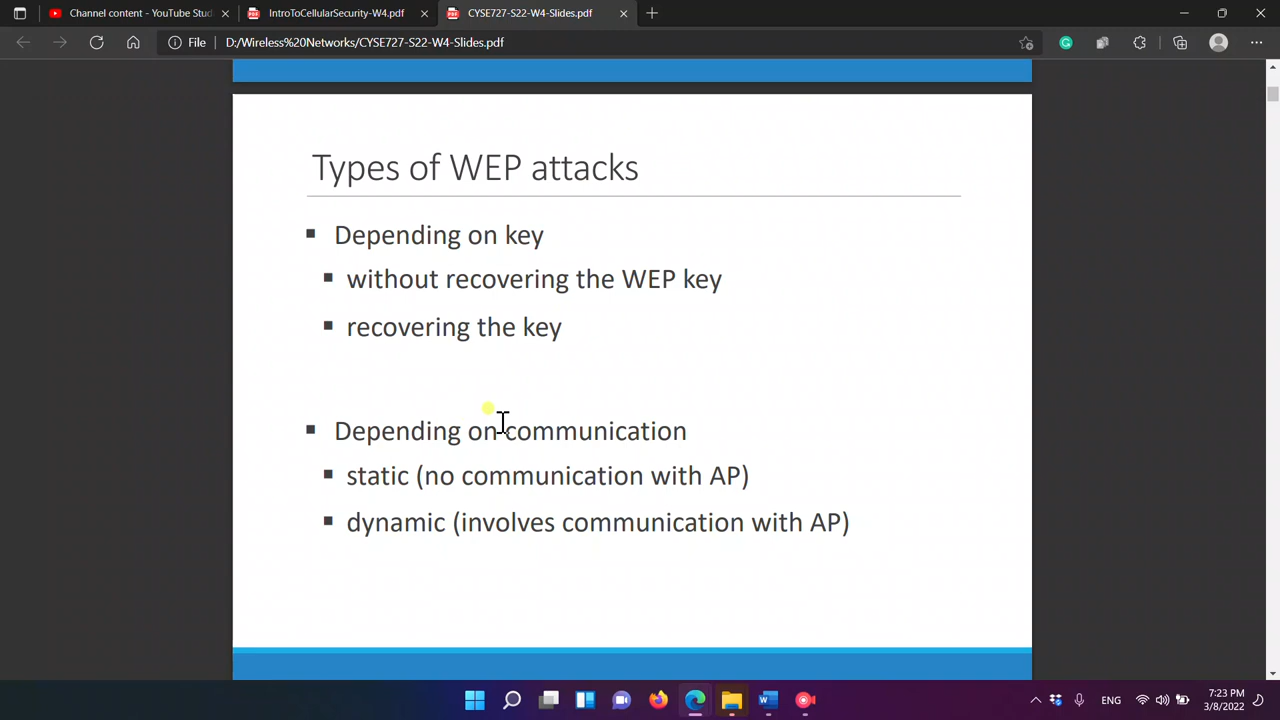 Channel content - YouTube Stud
IntroToCellularSecurity-W4.pdf
CYSE727-S22-W4-Slides.pdf
File
D:/Wireless%20Networks/CYSE727-S22-W4-Slides.pdf
Types of WEP attacks
Depending on key
without recovering the WEP key
recovering the key
Depending on communication
static (no communication with AP)
dynamic (involves communication with AP)
ENG
7:23 PM
3/8/2022